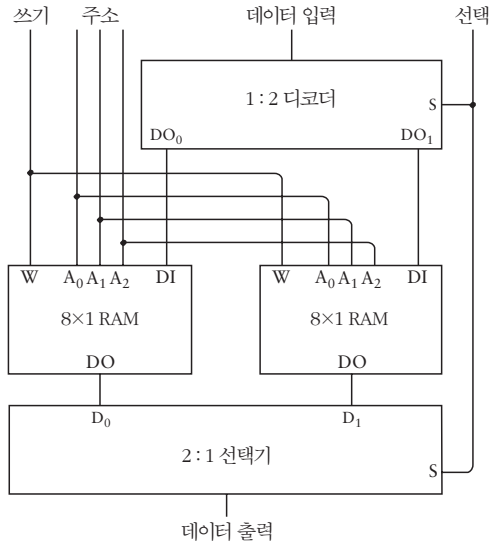 쓰기 주소 데이터 입력 선택
1 : 2 디코더
S
DO₀ DO₁
W A₀ A₁ A₂ DI W A₀ A₁ A₂ DI
8×1 RAM 8×1 RAM
DO DO
D₀ D₁
2 : 1 선택기
S
데이터 출력